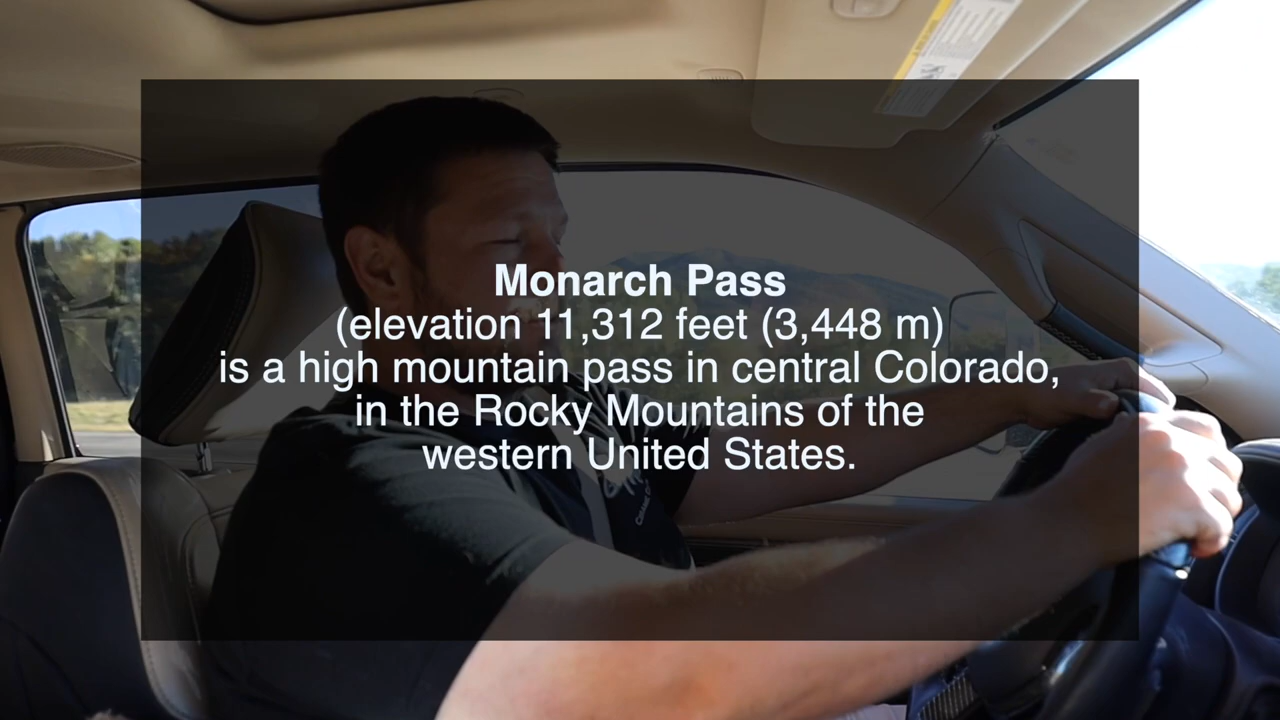 Monarch Pass
(elevation 11,312 feet (3,448 m)
is a high mountain pass in central Colorado,
in the Rocky Mountains of the
western United States.